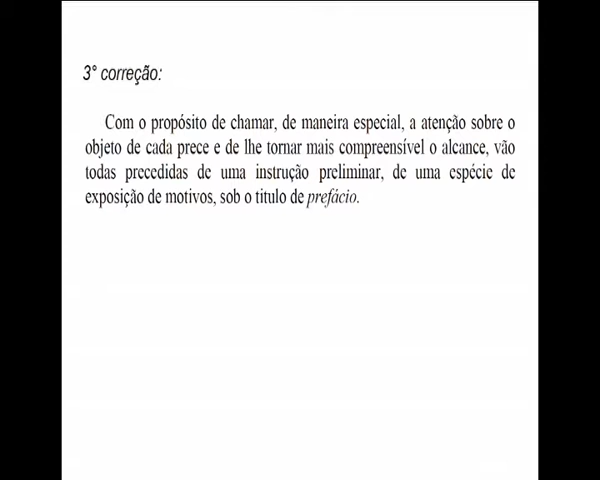 3° correção:
Com o propósito de chamar, de maneira especial, a atenção sobre o
objeto de cada prece e de lhe tornar mais compreensível o alcance, vão
todas precedidas de uma instrução preliminar, de uma espécie de
exposição de motivos, sob o titulo de prefácio.